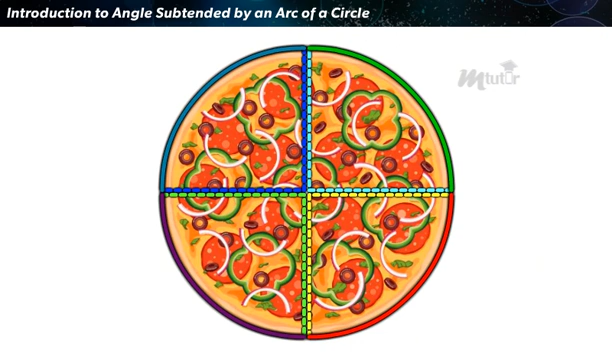 Introduction to Angle Subtended by an Arc of a Circle
Mtutor